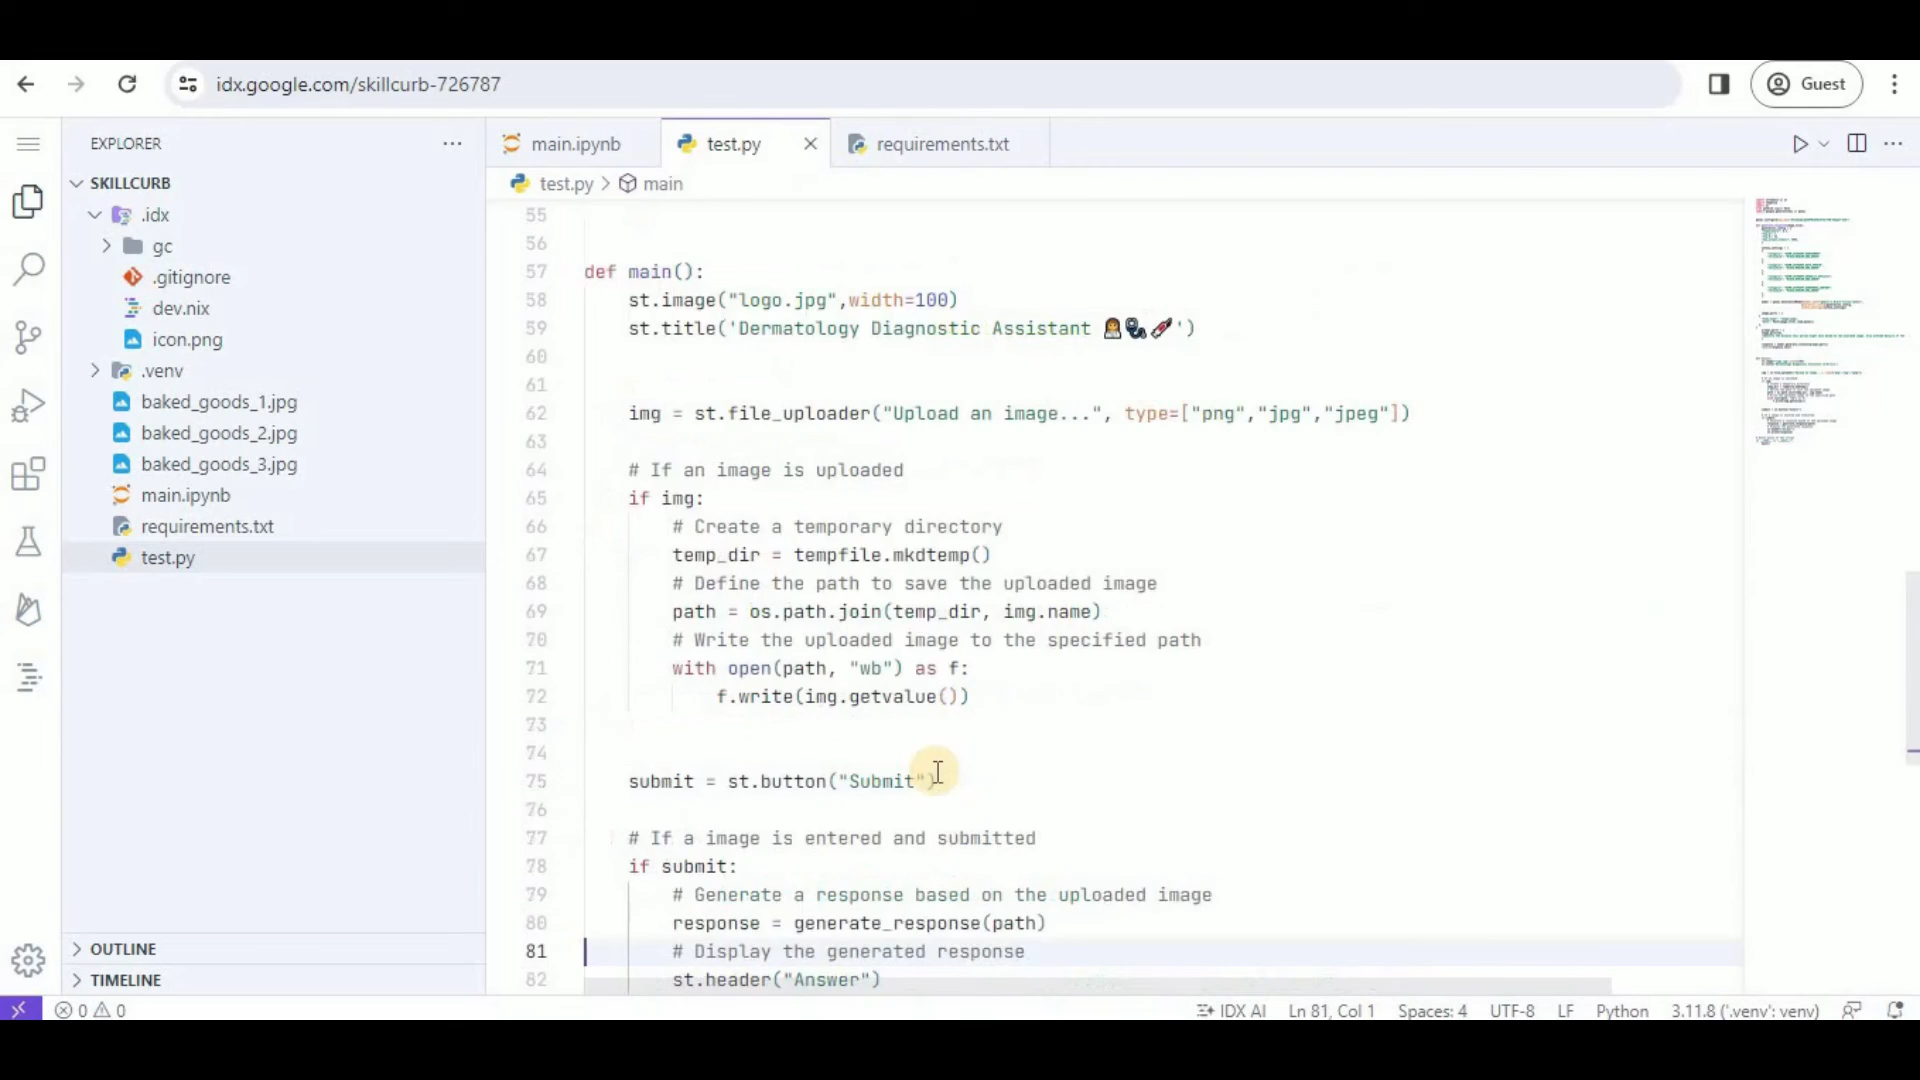 idx.google.com/skillcurb-726787
Guest
EXPLORER
main.ipynb
test.py
requirements.txt
SKILLCURB
test.py > main
.idx
gc
.gitignore
dev.nix
icon.png
.venv
baked_goods_1.jpg
baked_goods_2.jpg
baked_goods_3.jpg
main.ipynb
requirements.txt
test.py
OUTLINE
TIMELINE
55
56
57 def main():
58 st.image("logo.jpg",width=100)
59 st.title('Dermatology Diagnostic Assistant 👩‍⚕️🩺💉')
60
61
62 img = st.file_uploader("Upload an image...", type=["png","jpg","jpeg"])
63
64 # If an image is uploaded
65 if img:
66 # Create a temporary directory
67 temp_dir = tempfile.mkdtemp()
68 # Define the path to save the uploaded image
69 path = os.path.join(temp_dir, img.name)
70 # Write the uploaded image to the specified path
71 with open(path, "wb") as f:
72 f.write(img.getvalue())
73
74
75 submit = st.button("Submit")
76
77 # If a image is entered and submitted
78 if submit:
79 # Generate a response based on the uploaded image
80 response = generate_response(path)
81 # Display the generated response
82 st.header("Answer")
0 0
IDX AI Ln 81, Col 1 Spaces: 4 UTF-8 LF Python 3.11.8 ('.venv': venv)